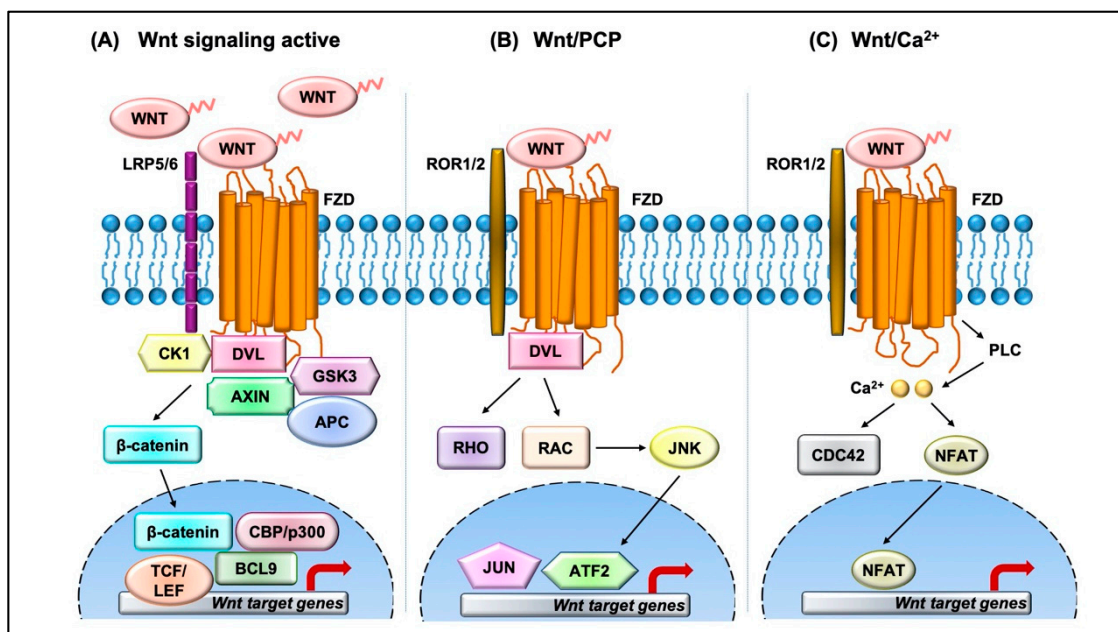 (A) Wnt signaling active
WNT
WNT
WNT
LRP5/6
FZD
CK1
DVL
GSK3
AXIN
APC
β-catenin
β-catenin
CBP/p300
BCL9
TCF/
LEF
Wnt target genes
(B) Wnt/PCP
WNT
ROR1/2
FZD
DVL
RHO
RAC
JNK
JUN
ATF2
Wnt target genes
(C) Wnt/Ca²⁺
WNT
ROR1/2
FZD
PLC
Ca²⁺
CDC42
NFAT
NFAT
Wnt target genes